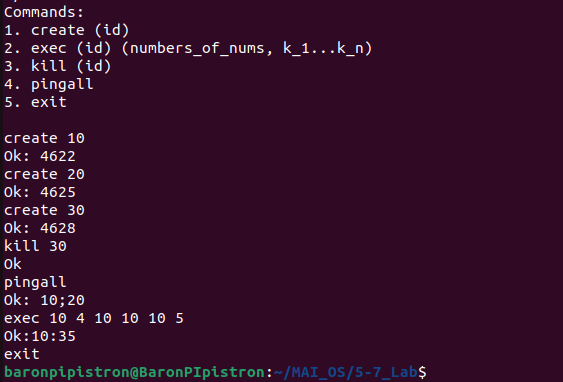 Commands:
1. create (id)
2. exec (id) (numbers_of_nums, k_1...k_n)
3. kill (id)
4. pingall
5. exit

create 10
Ok: 4622
create 20
Ok: 4625
create 30
Ok: 4628
kill 30
Ok
pingall
Ok: 10;20
exec 10 4 10 10 10 5
Ok:10:35
exit
baronpipistron@BaronPIpistron:~/MAI_OS/5-7_Lab$